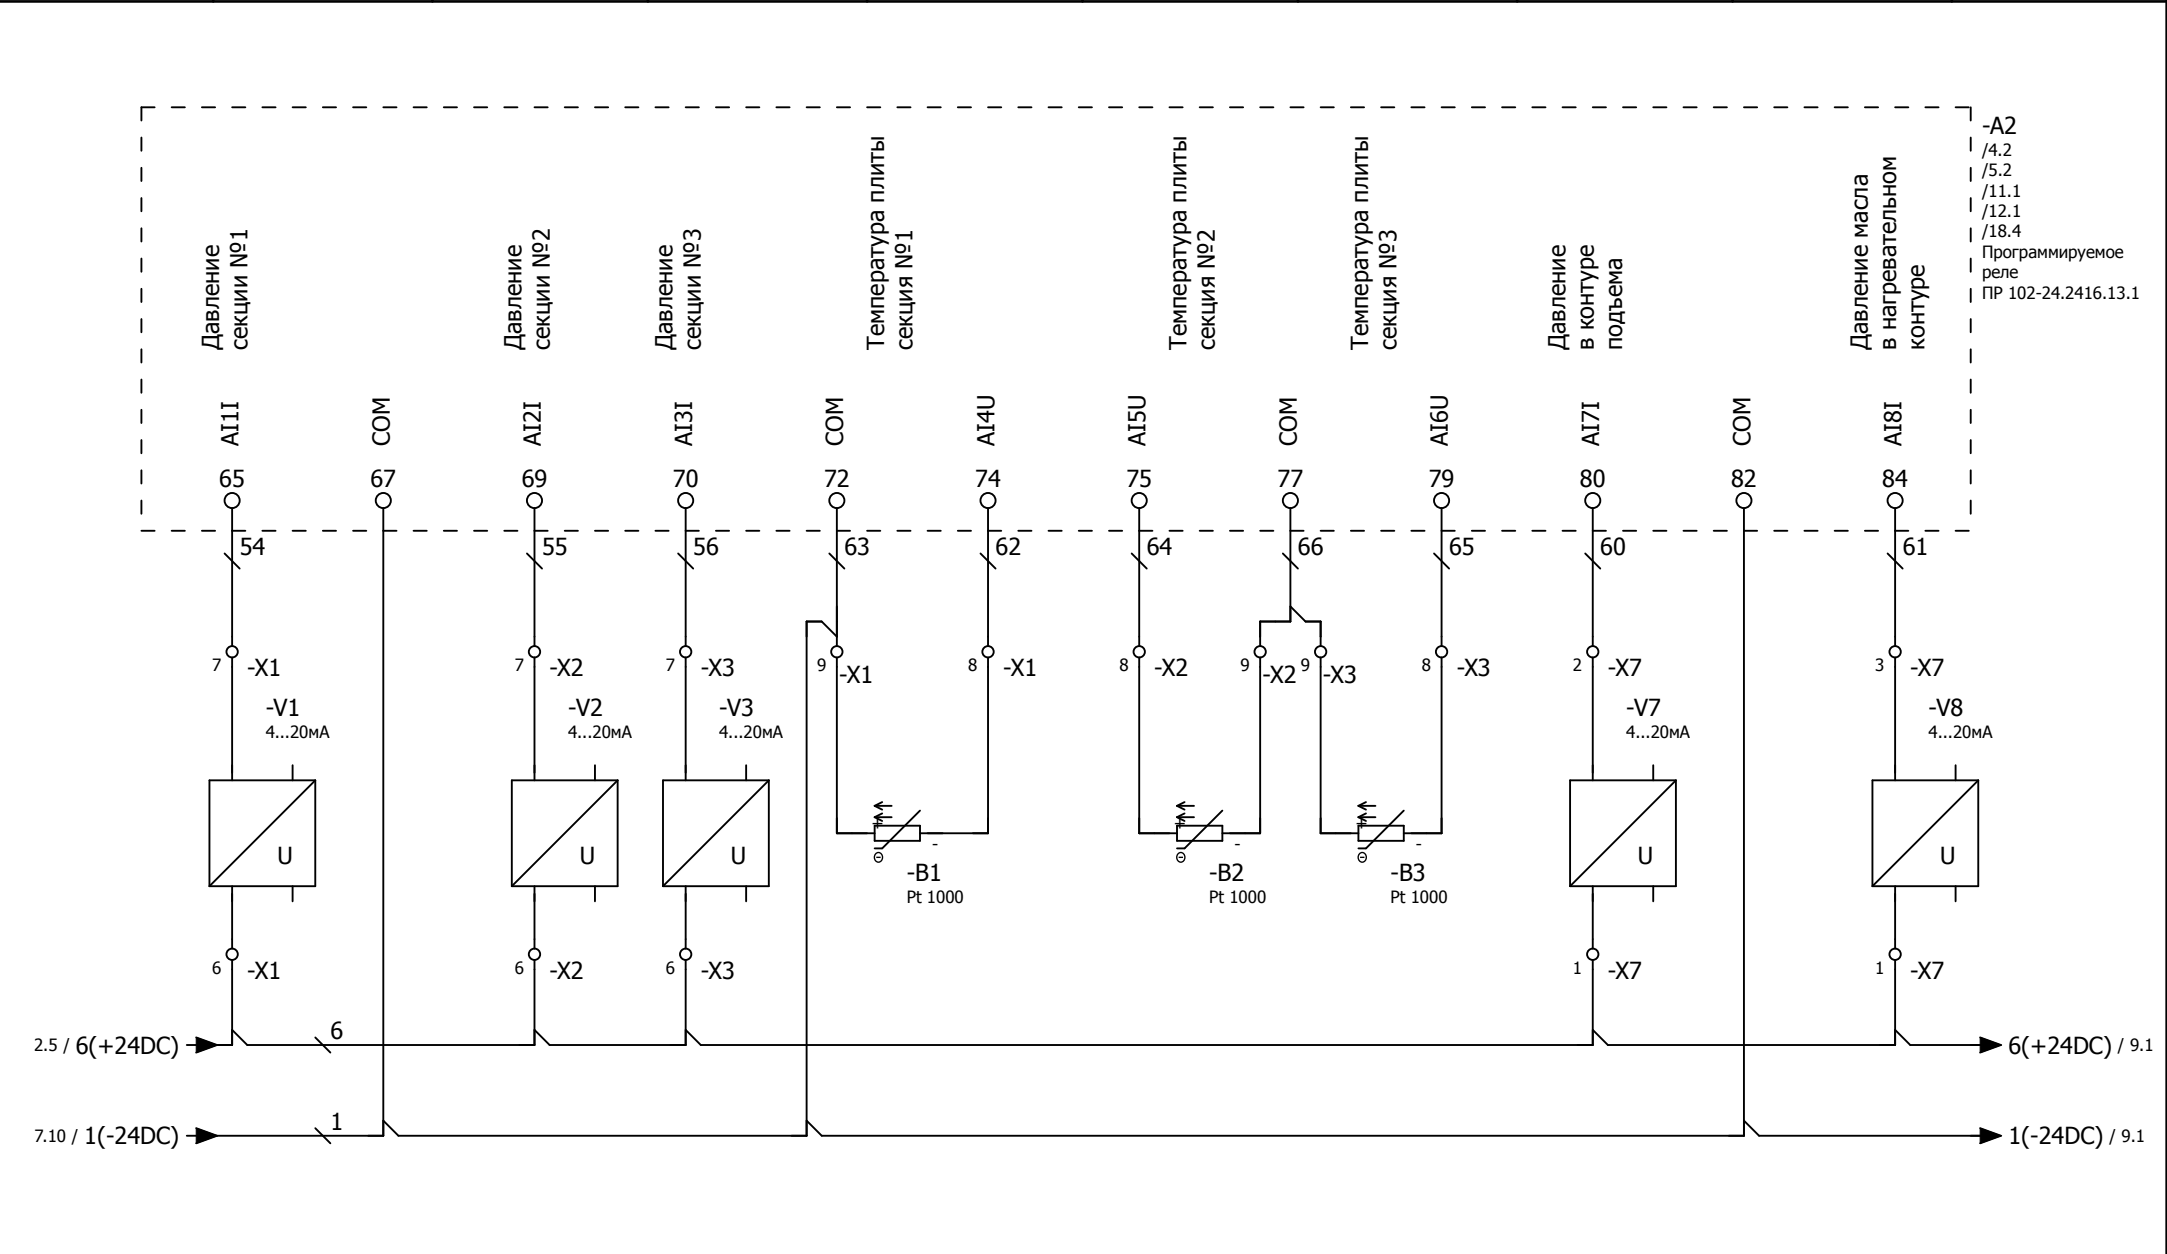 -A2
/4.2
/5.2
/11.1
/12.1
/18.4
Программируемое
реле
ПР 102-24.2416.13.1
Давление
секции №1
Давление
секции №2
Давление
секции №3
Температура плиты
секция №1
Температура плиты
секция №2
Температура плиты
секция №3
Давление
в контуре
подъема
Давление масла
в нагревательном
контуре
AI1I COM AI2I AI3I COM AI4U AI5U COM AI6U AI7I COM AI8I
65 67 69 70 72 74 75 77 79 80 82 84
54 55 56 63 62 64 66 65 60 61
7 -X1 7 -X2 7 -X3 9 -X1 8 -X1 8 -X2 9 -X2 9 -X3 8 -X3 2 -X7 3 -X7
-V1 -V2 -V3 -V7 -V8
4...20мА 4...20мА 4...20мА 4...20мА 4...20мА
U U U U U
-B1 -B2 -B3
Pt 1000 Pt 1000 Pt 1000
6 -X1 6 -X2 6 -X3 1 -X7 1 -X7
2.5 / 6(+24DC) 6 6(+24DC) / 9.1
7.10 / 1(-24DC) 1 1(-24DC) / 9.1